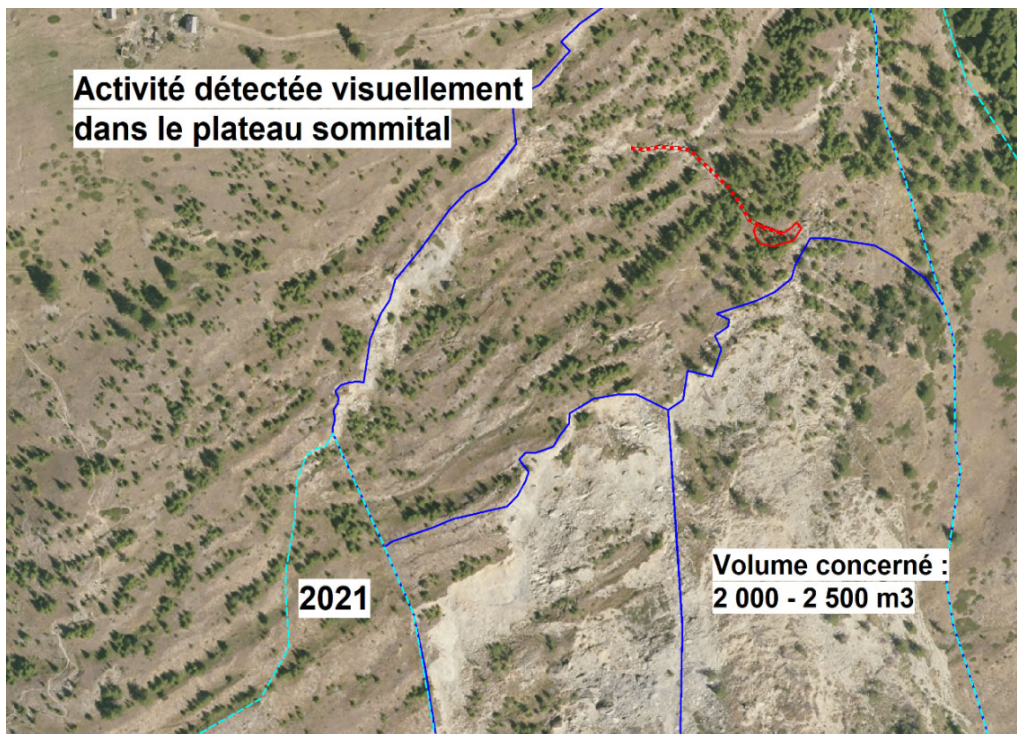 Activité détectée visuellement
dans le plateau sommital
2021
Volume concerné :
2 000 - 2 500 m3